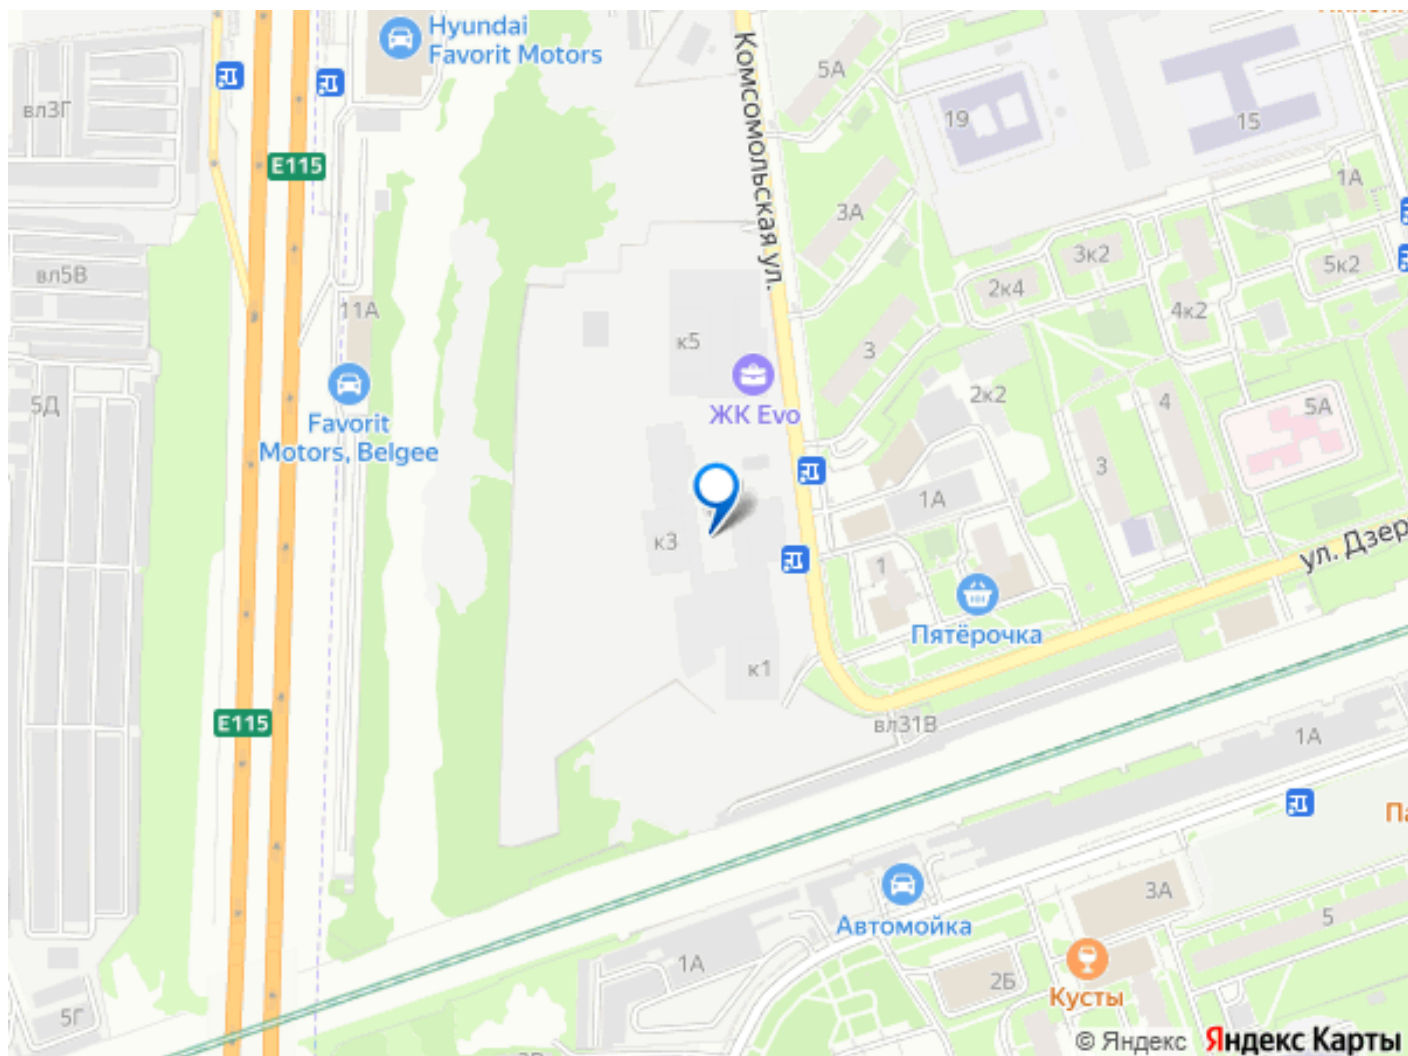 Hyundai
Favorit Motors
Комсомольская ул.
5А
19
15
вл3Г
E115
1А
3А
3к2
5к2
2к4
4к2
вл5В
11А
к5
3
ЖК Evo
2к2
4
5А
5Д
Favorit
Motors, Belgee
3
1А
к3
ул. Дзер
1
Пятёрочка
к1
E115
вл31В
1А
Па
3А
5
Автомойка
1А
2Б
Кусты
5Г
© Яндекс Яндекс Карты